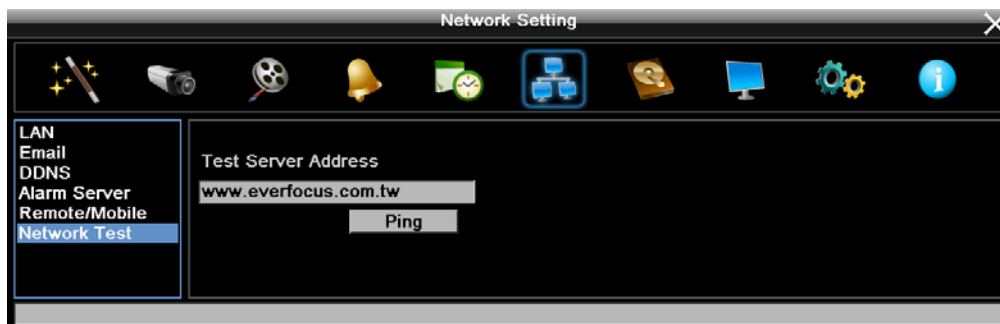 Network Setting
LAN
Email
DDNS
Alarm Server
Remote/Mobile
Network Test
Test Server Address
www.everfocus.com.tw
Ping